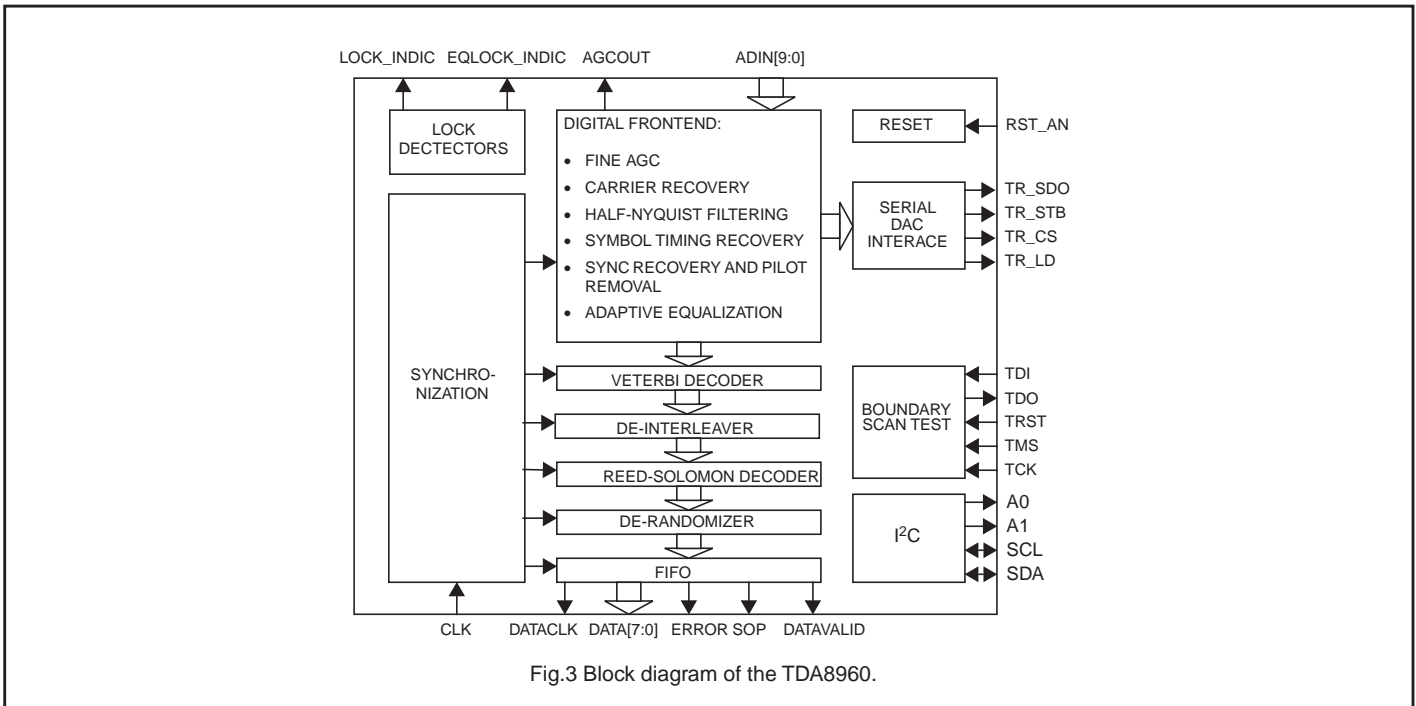 LOCK_INDIC EQLOCK_INDIC AGCOUT ADIN[9:0]
LOCK
DECTECTORS
DIGITAL FRONTEND:
• FINE AGC
• CARRIER RECOVERY
• HALF-NYQUIST FILTERING
• SYMBOL TIMING RECOVERY
• SYNC RECOVERY AND PILOT
REMOVAL
• ADAPTIVE EQUALIZATION
RESET
RST_AN
SERIAL
DAC
INTERACE
TR_SDO
TR_STB
TR_CS
TR_LD
SYNCHRO-
NIZATION
VETERBI DECODER
DE-INTERLEAVER
REED-SOLOMON DECODER
DE-RANDOMIZER
FIFO
BOUNDARY
SCAN TEST
TDI
TDO
TRST
TMS
TCK
I²C
A0
A1
SCL
SDA
CLK DATACLK DATA[7:0] ERROR SOP DATAVALID
Fig.3 Block diagram of the TDA8960.